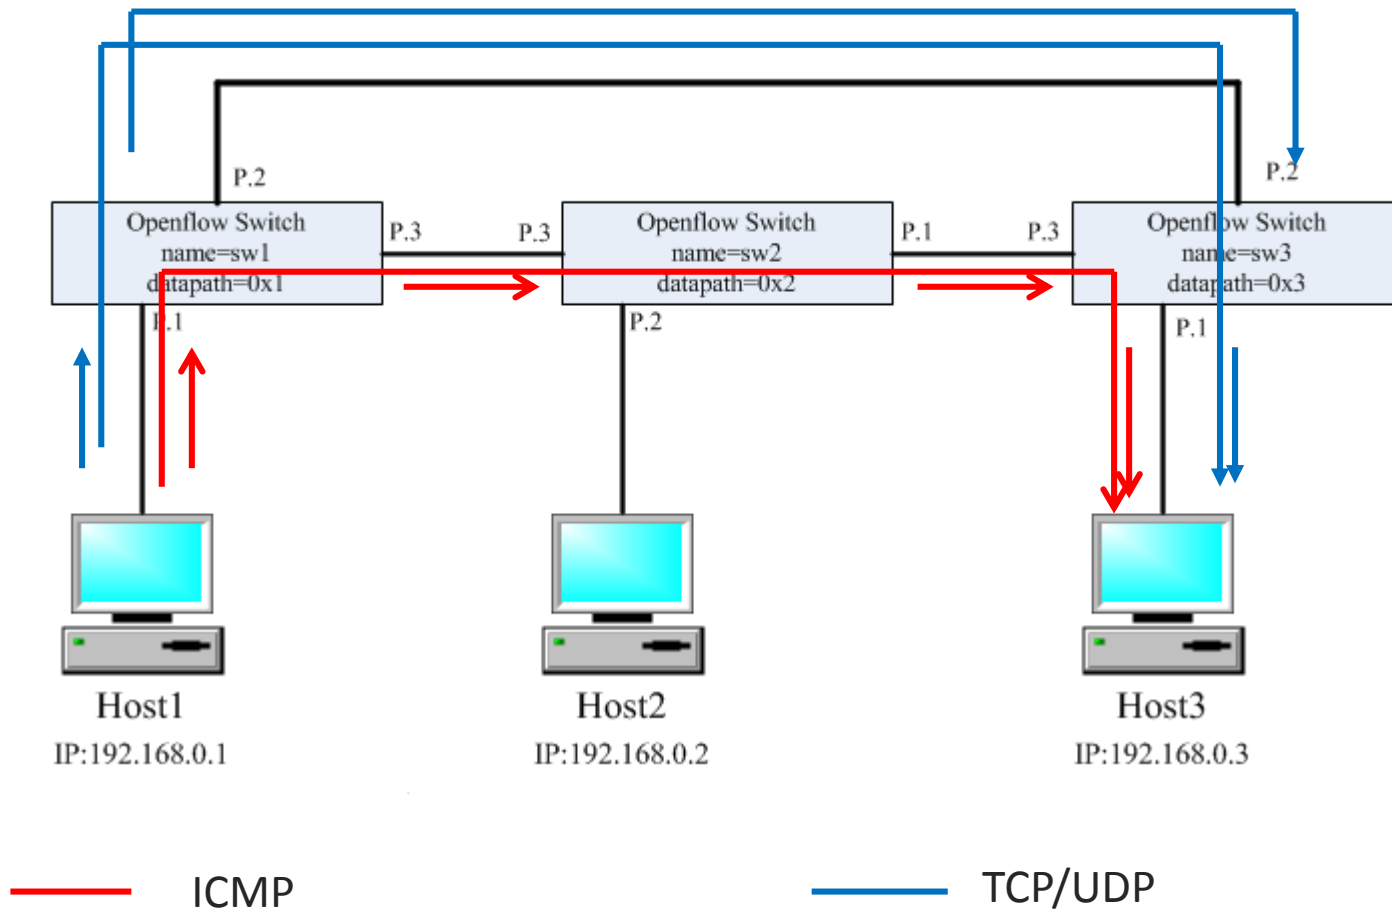 P.2
P.2
Openflow Switch
name=sw1
datapath=0x1
P.3
P.3
Openflow Switch
name=sw2
datapath=0x2
P.1
P.3
Openflow Switch
name=sw3
datapath=0x3
P.1
P.2
P.1
Host1
IP:192.168.0.1
Host2
IP:192.168.0.2
Host3
IP:192.168.0.3
ICMP
TCP/UDP